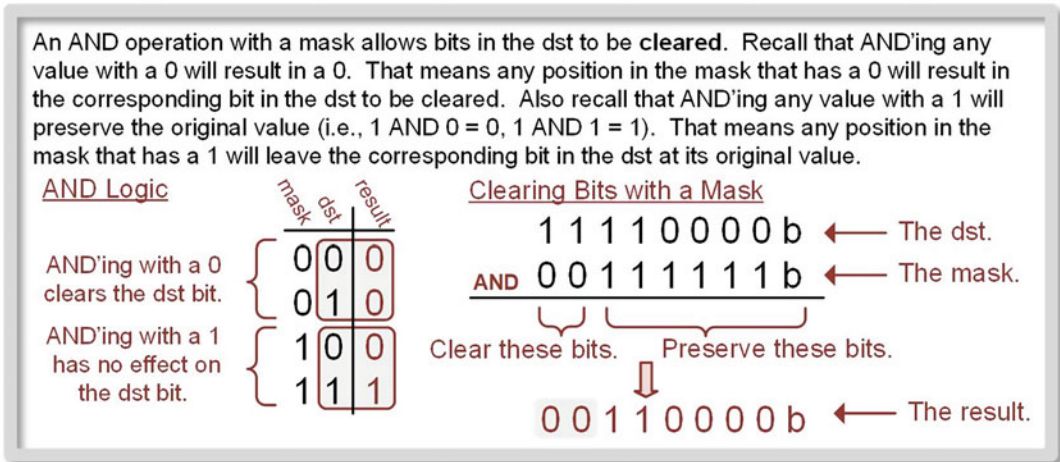 An AND operation with a mask allows bits in the dst to be cleared. Recall that AND'ing any
value with a 0 will result in a 0. That means any position in the mask that has a 0 will result in
the corresponding bit in the dst to be cleared. Also recall that AND'ing any value with a 1 will
preserve the original value (i.e., 1 AND 0 = 0, 1 AND 1 = 1). That means any position in the
mask that has a 1 will leave the corresponding bit in the dst at its original value.
AND Logic
mask dst result
AND'ing with a 0
clears the dst bit.
0 0 0
0 1 0
AND'ing with a 1
has no effect on
the dst bit.
1 0 0
1 1 1
Clearing Bits with a Mask
1 1 1 1 0 0 0 0 b The dst.
AND 0 0 1 1 1 1 1 1 b The mask.
Clear these bits. Preserve these bits.
0 0 1 1 0 0 0 0 b The result.